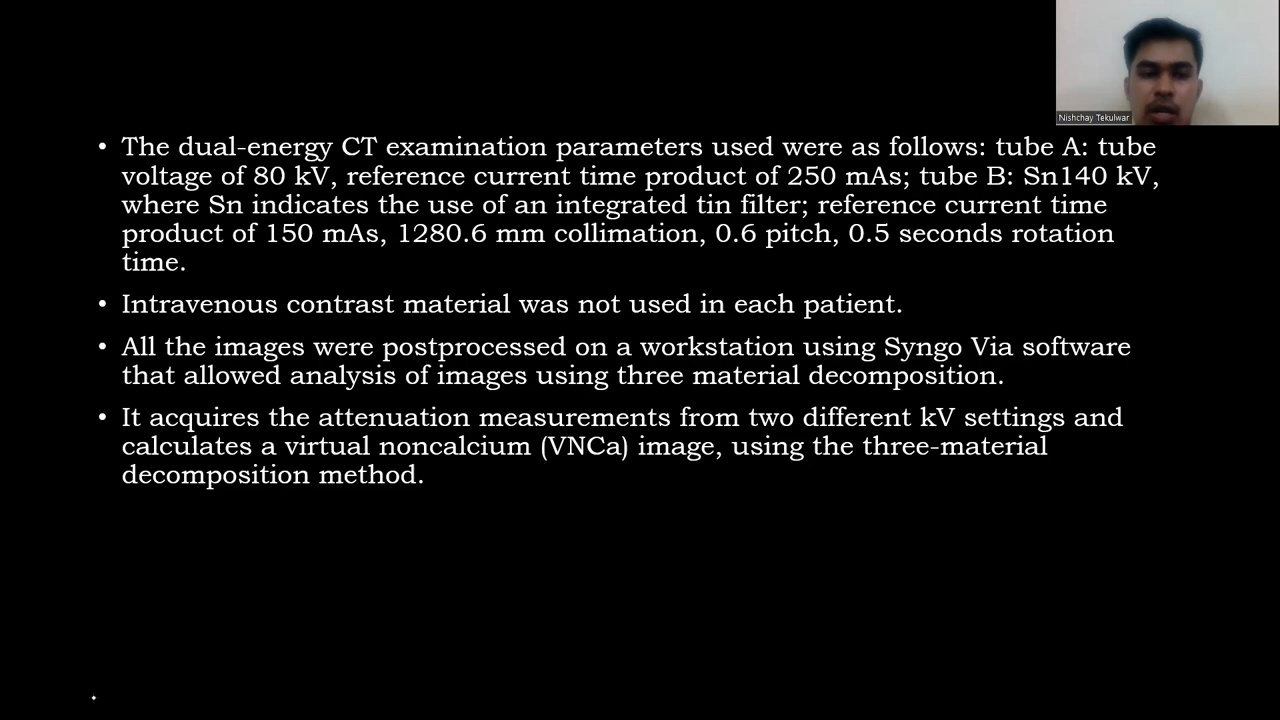 Nishchay Tekulwar
• The dual-energy CT examination parameters used were as follows: tube A: tube
voltage of 80 kV, reference current time product of 250 mAs; tube B: Sn140 kV,
where Sn indicates the use of an integrated tin filter; reference current time
product of 150 mAs, 1280.6 mm collimation, 0.6 pitch, 0.5 seconds rotation
time.
• Intravenous contrast material was not used in each patient.
• All the images were postprocessed on a workstation using Syngo Via software
that allowed analysis of images using three material decomposition.
• It acquires the attenuation measurements from two different kV settings and
calculates a virtual noncalcium (VNCa) image, using the three-material
decomposition method.